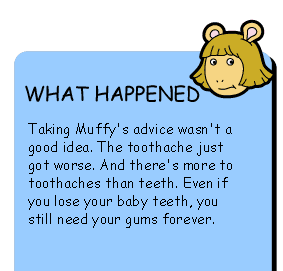 WHAT HAPPENED
Taking Muffy's advice wasn't a
good idea. The toothache just
got worse. And there's more to
toothaches than teeth. Even if
you lose your baby teeth, you
still need your gums forever.